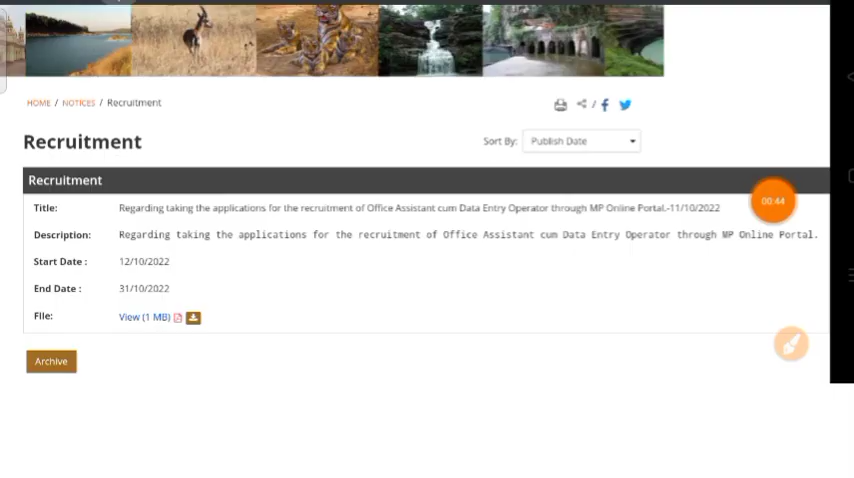 HOME / NOTICES / Recruitment
Recruitment
Sort By: Publish Date
Recruitment
Title: Regarding taking the applications for the recruitment of Office Assistant cum Data Entry Operator through MP Online Portal.-11/10/2022
00:44
Description: Regarding taking the applications for the recruitment of Office Assistant cum Data Entry Operator through MP Online Portal.
Start Date : 12/10/2022
End Date : 31/10/2022
File: View (1 MB)
Archive